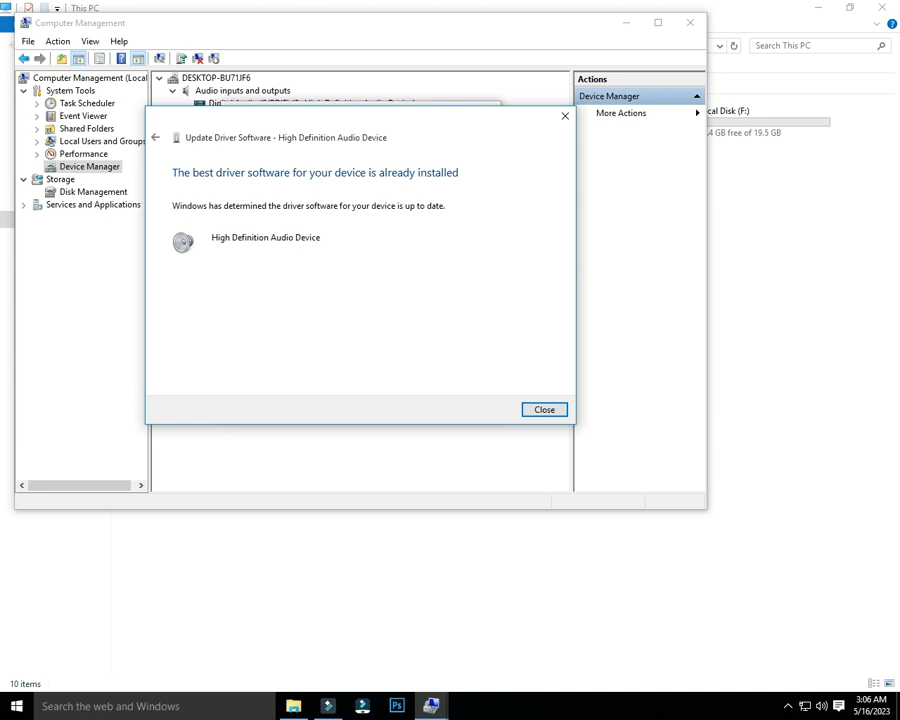 This PC
Computer Management
File Action View Help
Search This PC
Computer Management (Local
System Tools
Task Scheduler
Event Viewer
Shared Folders
Local Users and Groups
Performance
Device Manager
Storage
Disk Management
Services and Applications
DESKTOP-BU71JF6
Audio inputs and outputs
Actions
Device Manager
More Actions
cal Disk (F:)
.4 GB free of 19.5 GB
Update Driver Software - High Definition Audio Device
The best driver software for your device is already installed
Windows has determined the driver software for your device is up to date.
High Definition Audio Device
Close
10 items
Search the web and Windows
Ps
3:06 AM
5/16/2023